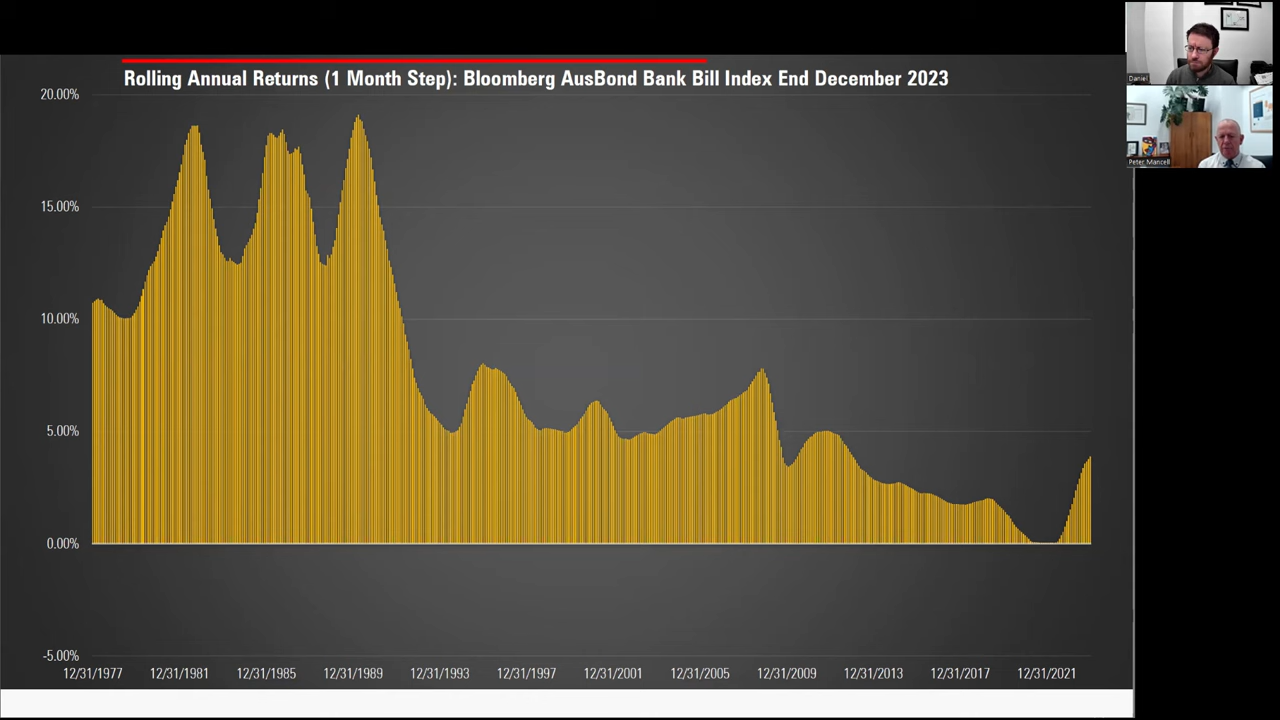 Rolling Annual Returns (1 Month Step): Bloomberg AusBond Bank Bill Index End December 2023
20.00%
15.00%
10.00%
5.00%
0.00%
-5.00%
12/31/1977 12/31/1981 12/31/1985 12/31/1989 12/31/1993 12/31/1997 12/31/2001 12/31/2005 12/31/2009 12/31/2013 12/31/2017 12/31/2021
Daniel
Peter Mancell